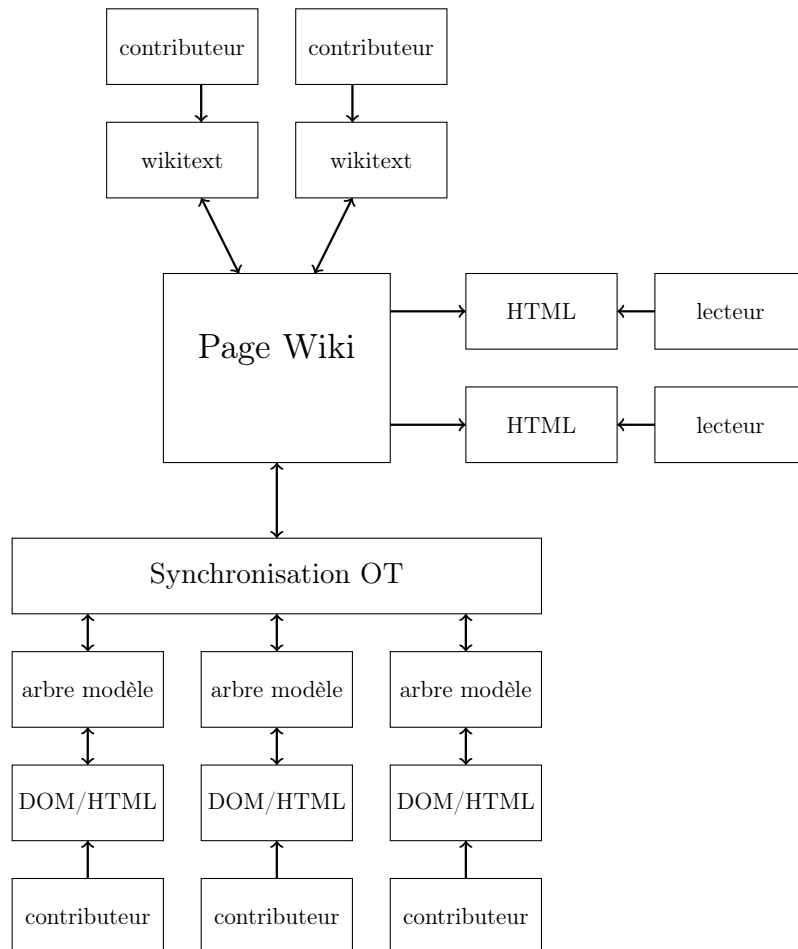 contributeur
contributeur
wikitext
wikitext
Page Wiki
HTML
lecteur
HTML
lecteur
Synchronisation OT
arbre modèle
arbre modèle
arbre modèle
DOM/HTML
DOM/HTML
DOM/HTML
contributeur
contributeur
contributeur